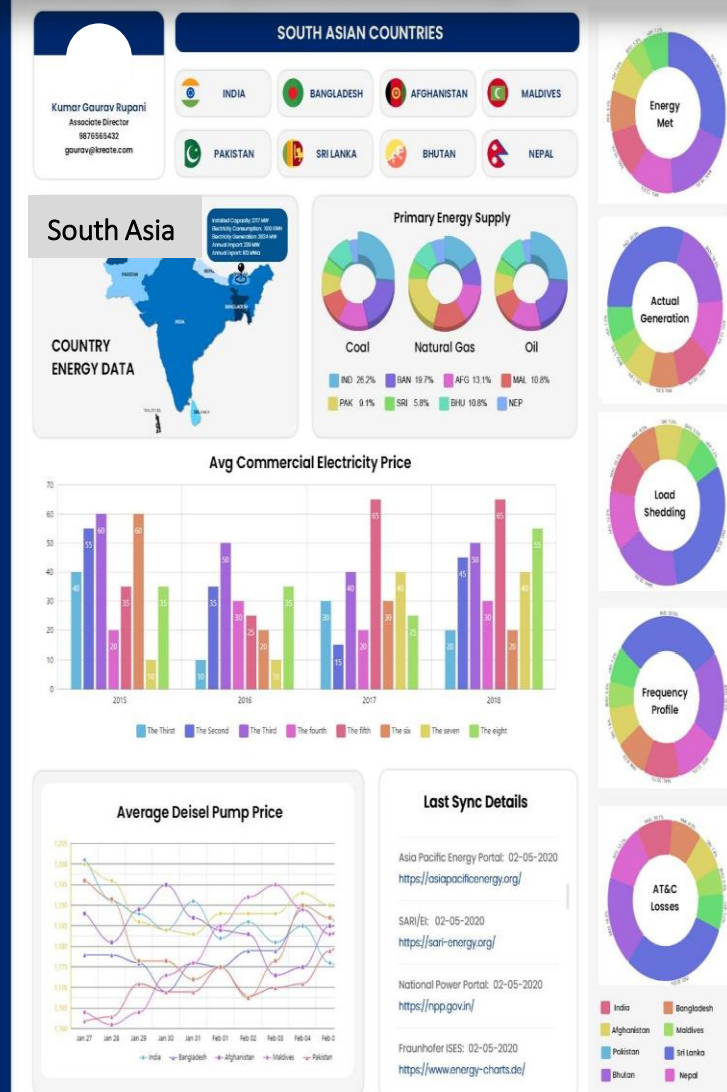 SOUTH ASIAN COUNTRIES
Kumar Gaurav Rupani
Associate Director
9876565432
gaurav@kreate.com
INDIA
BANGLADESH
AFGHANISTAN
MALDIVES
PAKISTAN
SRI LANKA
BHUTAN
NEPAL
South Asia
PAKISTAN
INDIA
BANGLADESH
COUNTRY
ENERGY DATA
Primary Energy Supply
Coal
Natural Gas
Oil
IND 26.2%
BAN 19.7%
AFG 13.1%
MAL 10.8%
PAK 9.1%
SRI 5.8%
BHU 10.8%
NEP
Avg Commercial Electricity Price
70
60
50
40
30
20
10
0
40
55
60
20
35
60
10
35
10
35
50
30
25
20
10
35
30
15
40
20
65
30
40
25
20
45
50
30
65
20
40
55
2015
2016
2017
2018
The Thirst
The Second
The Third
The fourth
The fifth
The six
The seven
The eight
Average Deisel Pump Price
Jan 27
Jan 28
Jan 29
Jan 30
Jan 31
Feb 01
Feb 02
Feb 03
Feb 04
Feb 0
India
Bangladesh
Afghanistan
Maldives
Pakistan
Last Sync Details
Asia Pacific Energy Portal: 02-05-2020
https://asiapacificenergy.org/
SARI/EI: 02-05-2020
https://sari-energy.org/
National Power Portal: 02-05-2020
https://npp.gov.in/
Fraunhofer ISES: 02-05-2020
https://www.energy-charts.de/
Energy
Met
Actual
Generation
Load
Shedding
Frequency
Profile
AT&C
Losses
India
Bangladesh
Afghanistan
Maldives
Pakistan
Sri Lanka
Bhutan
Nepal